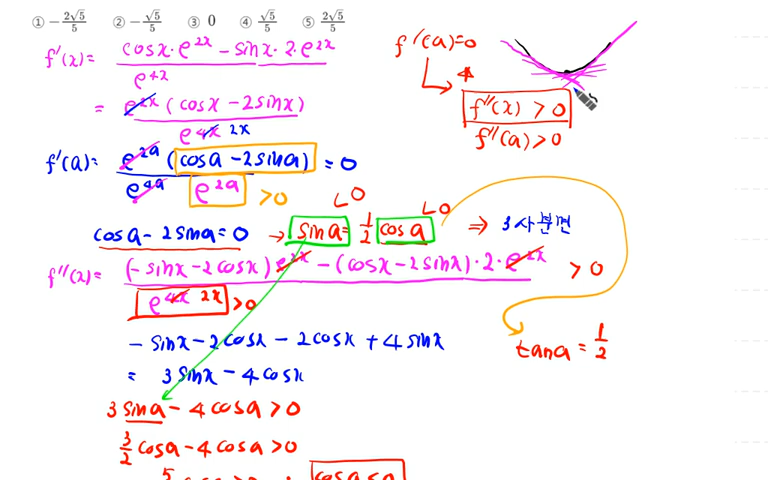 ① -2√5/5 ② -√5/5 ③ 0 ④ √5/5 ⑤ 2√5/5
f'(x) = (cosx·e^2x - sinx·2·e^2x) / e^4x
= e^2x (cosx - 2sinx) / e^4x 2x
f'(a) = e^2a (cosa - 2sina) / e^4a e^2a = 0
>0
f'(a)=0
↳ 4
f''(x) > 0
f''(a) > 0
<0 <0
cosa - 2sina = 0 → sina = 1/2 cosa ⇒ 3사분면
f''(x) = ((-sinx - 2cosx) e^2x - (cosx - 2sinx)·2·e^2x) / e^4x 2x > 0
>0
tana = 1/2
-sinx - 2cosx - 2cosx + 4sinx
= 3sinx - 4cosx
3sina - 4cosa > 0
3/2 cosa - 4cosa > 0
cosa<0